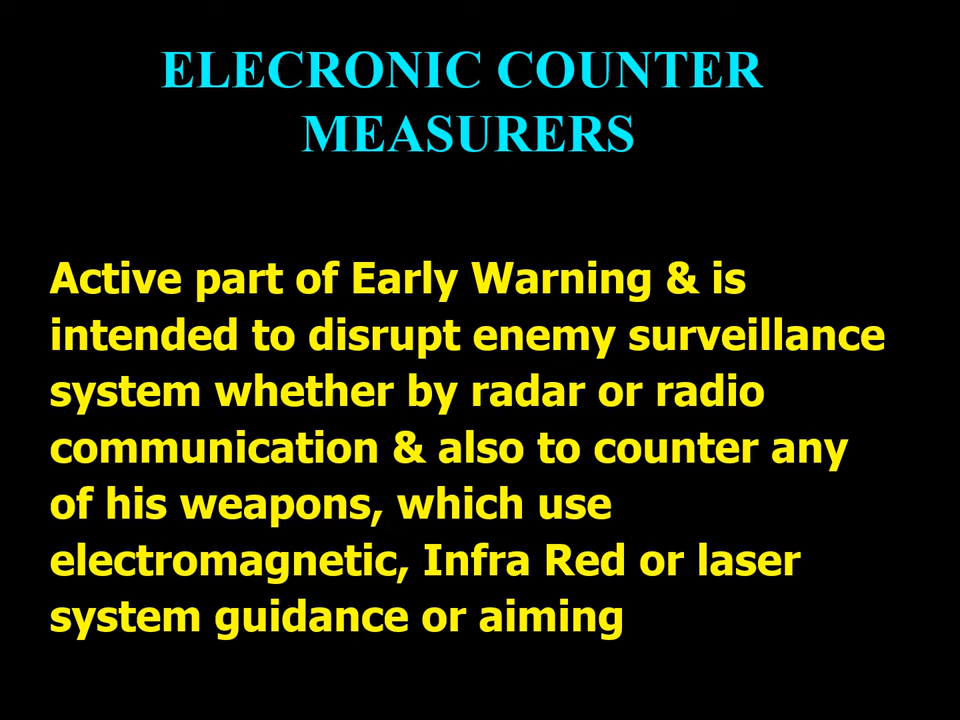 ELECRONIC COUNTER
MEASURERS
Active part of Early Warning & is
intended to disrupt enemy surveillance
system whether by radar or radio
communication & also to counter any
of his weapons, which use
electromagnetic, Infra Red or laser
system guidance or aiming